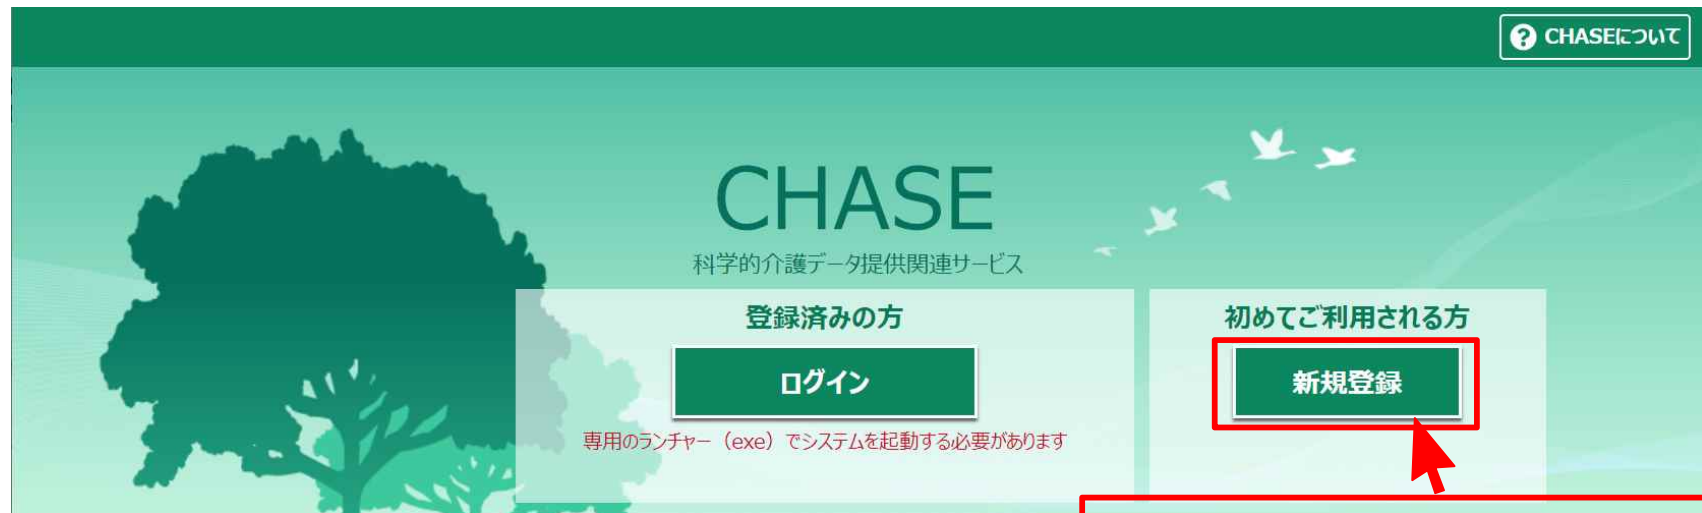 ? CHASEについて
CHASE
科学的介護データ提供関連サービス
登録済みの方
ログイン
専用のランチャー（exe）でシステムを起動する必要があります
初めてご利用される方
新規登録